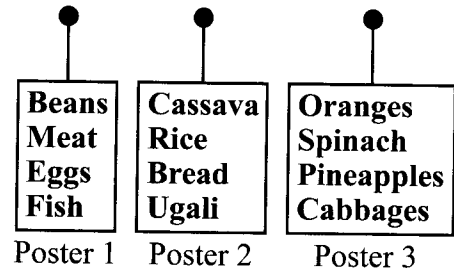 Beans
Meat
Eggs
Fish
Poster 1
Cassava
Rice
Bread
Ugali
Poster 2
Oranges
Spinach
Pineapples
Cabbages
Poster 3